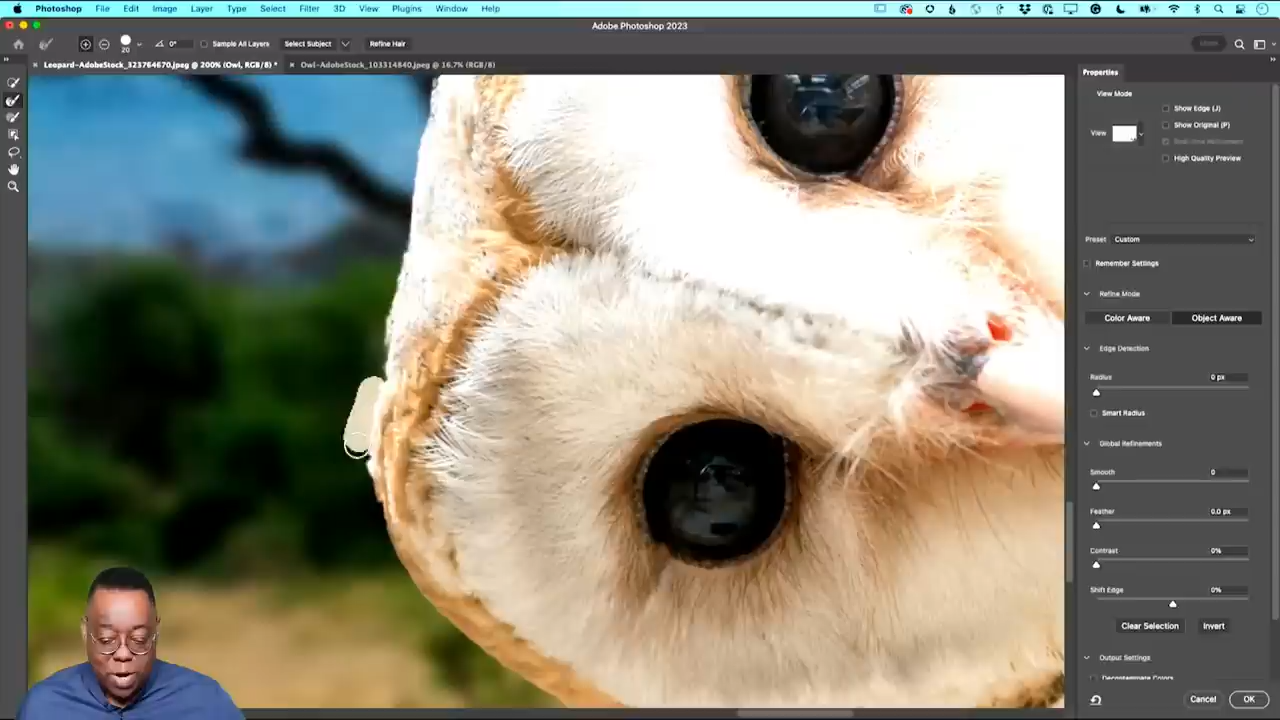 Photoshop File Edit Image Layer Type Select Filter 3D View Plugins Window Help
Adobe Photoshop 2023
20 0° Sample All Layers Select Subject Refine Hair
Leopard-AdobeStock_323764670.jpeg @ 200% (Owl, RGB/8) * Owl-AdobeStock_103314840.jpeg @ 16.7% (RGB/8)
Properties
View Mode
Show Edge (J)
View Show Original (P)
High Quality Preview
Preset Custom
Remember Settings
Refine Mode
Color Aware Object Aware
Edge Detection
Radius 0 px
Smart Radius
Global Refinements
Smooth 0
Feather 0.0 px
Contrast 0%
Shift Edge 0%
Clear Selection Invert
Output Settings
Decontaminate Colors
Cancel OK